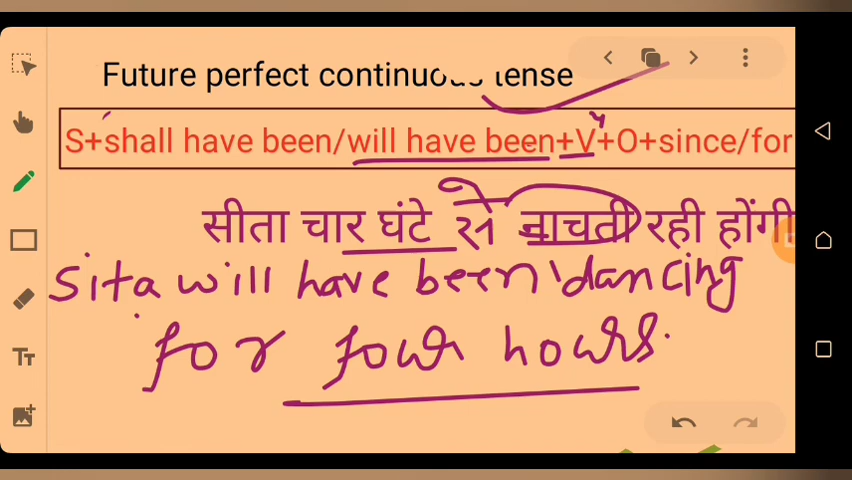 Future perfect continuous tense
S+shall have been/will have been+V4+O+since/for
सीता चार घंटे से नाचती रही होंगी
Sita will have been dancing
for four hours.
Tт